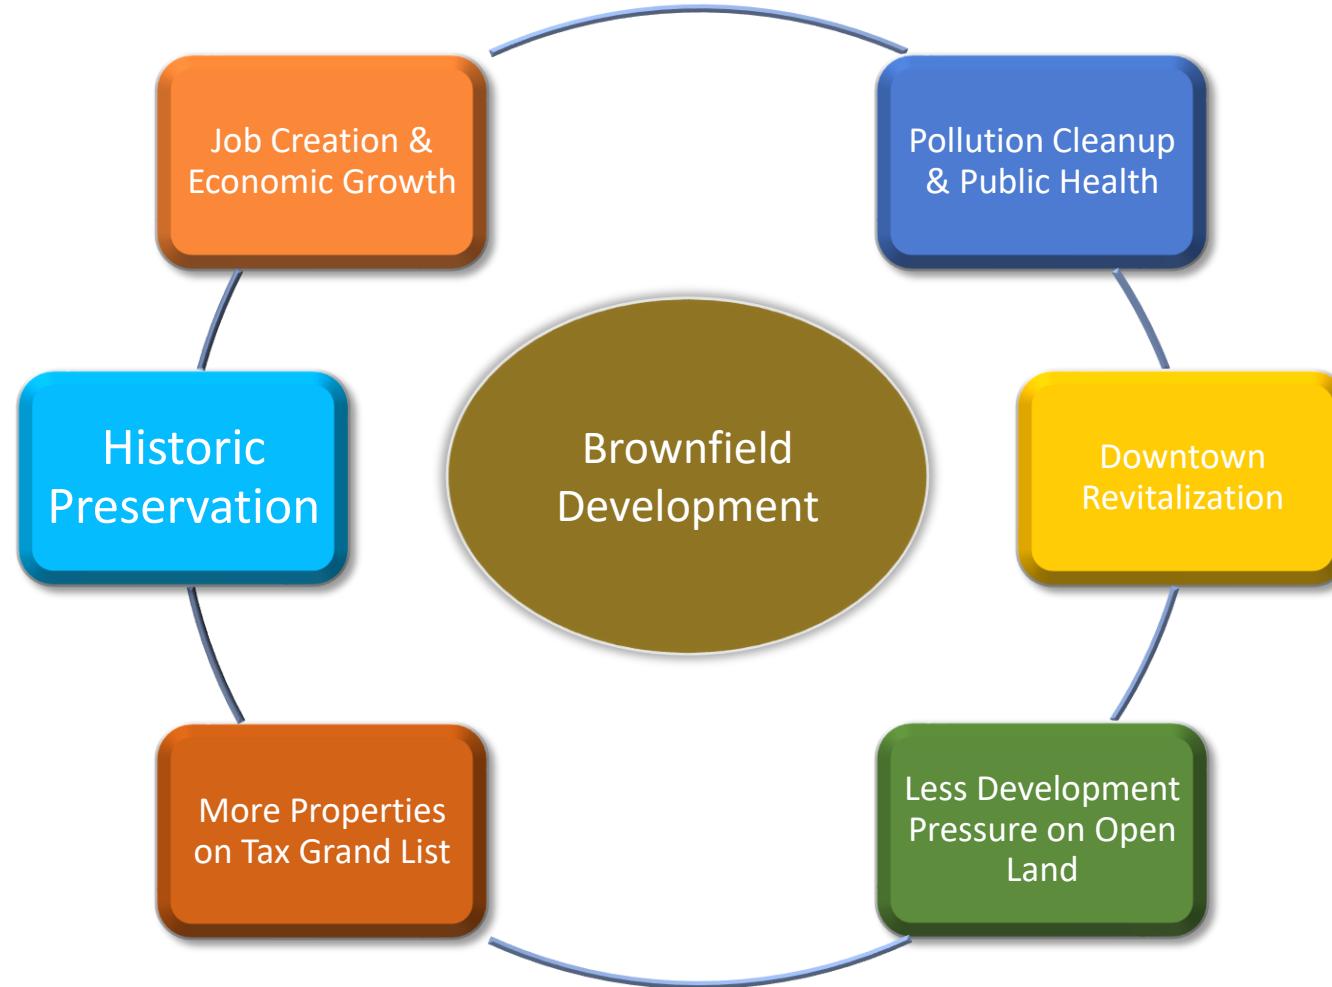 Job Creation &
Economic Growth
Pollution Cleanup
& Public Health
Historic
Preservation
Brownfield
Development
Downtown
Revitalization
More Properties
on Tax Grand List
Less Development
Pressure on Open
Land